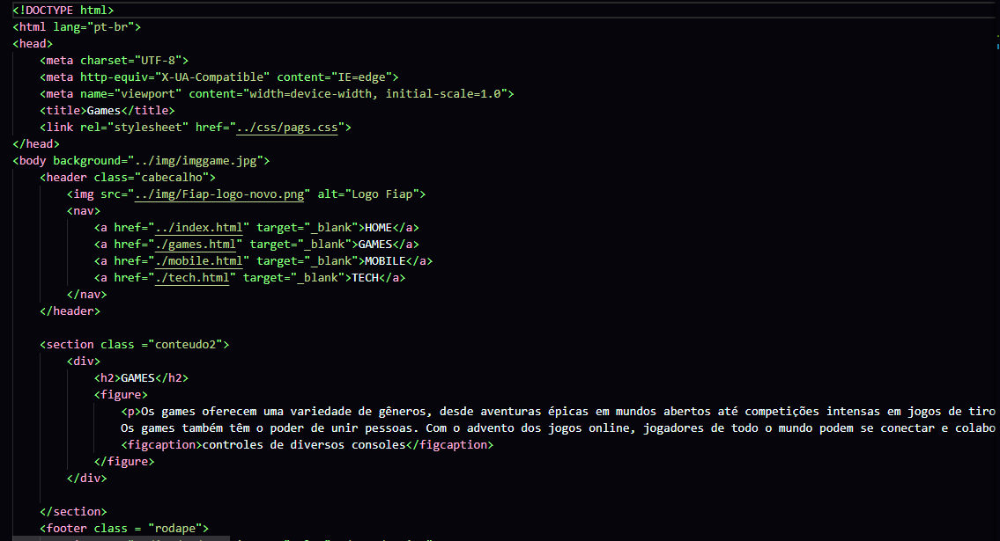 <!DOCTYPE html>
<html lang="pt-br">
<head>
<meta charset="UTF-8">
<meta http-equiv="X-UA-Compatible" content="IE=edge">
<meta name="viewport" content="width=device-width, initial-scale=1.0">
<title>Games</title>
<link rel="stylesheet" href="../css/pags.css">
</head>
<body background="../img/imggame.jpg">
<header class="cabecalho">
<img src="../img/Fiap-logo-novo.png" alt="Logo Fiap">
<nav>
<a href="../index.html" target="_blank">HOME</a>
<a href="./games.html" target="_blank">GAMES</a>
<a href="./mobile.html" target="_blank">MOBILE</a>
<a href="./tech.html" target="_blank">TECH</a>
</nav>
</header>
<section class ="conteudo2">
<div>
<h2>GAMES</h2>
<figure>
<p>Os games oferecem uma variedade de gêneros, desde aventuras épicas em mundos abertos até competições intensas em jogos de tiro
Os games também têm o poder de unir pessoas. Com o advento dos jogos online, jogadores de todo o mundo podem se conectar e colabo
<figcaption>controles de diversos consoles</figcaption>
</figure>
</div>
</section>
<footer class = "rodape">